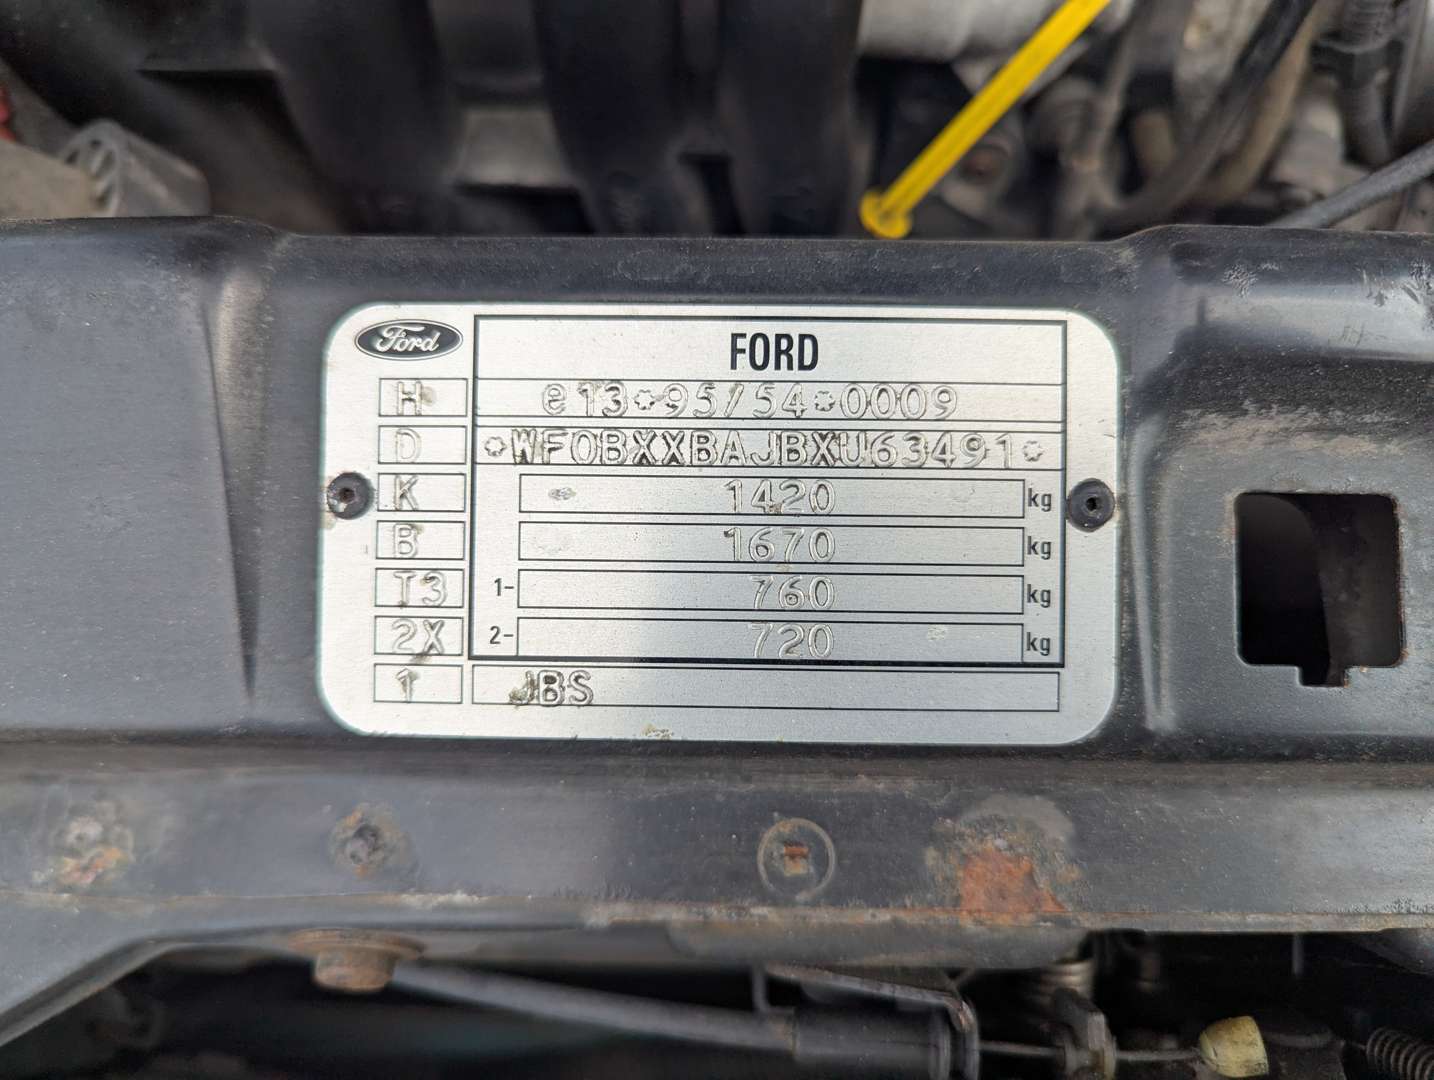 Ford
FORD
H e13*95/54*0009
D *WF0BXXBAJBXU63491*
K 1420 kg
B 1670 kg
T3 1- 760 kg
2X 2- 720 kg
1 JBS